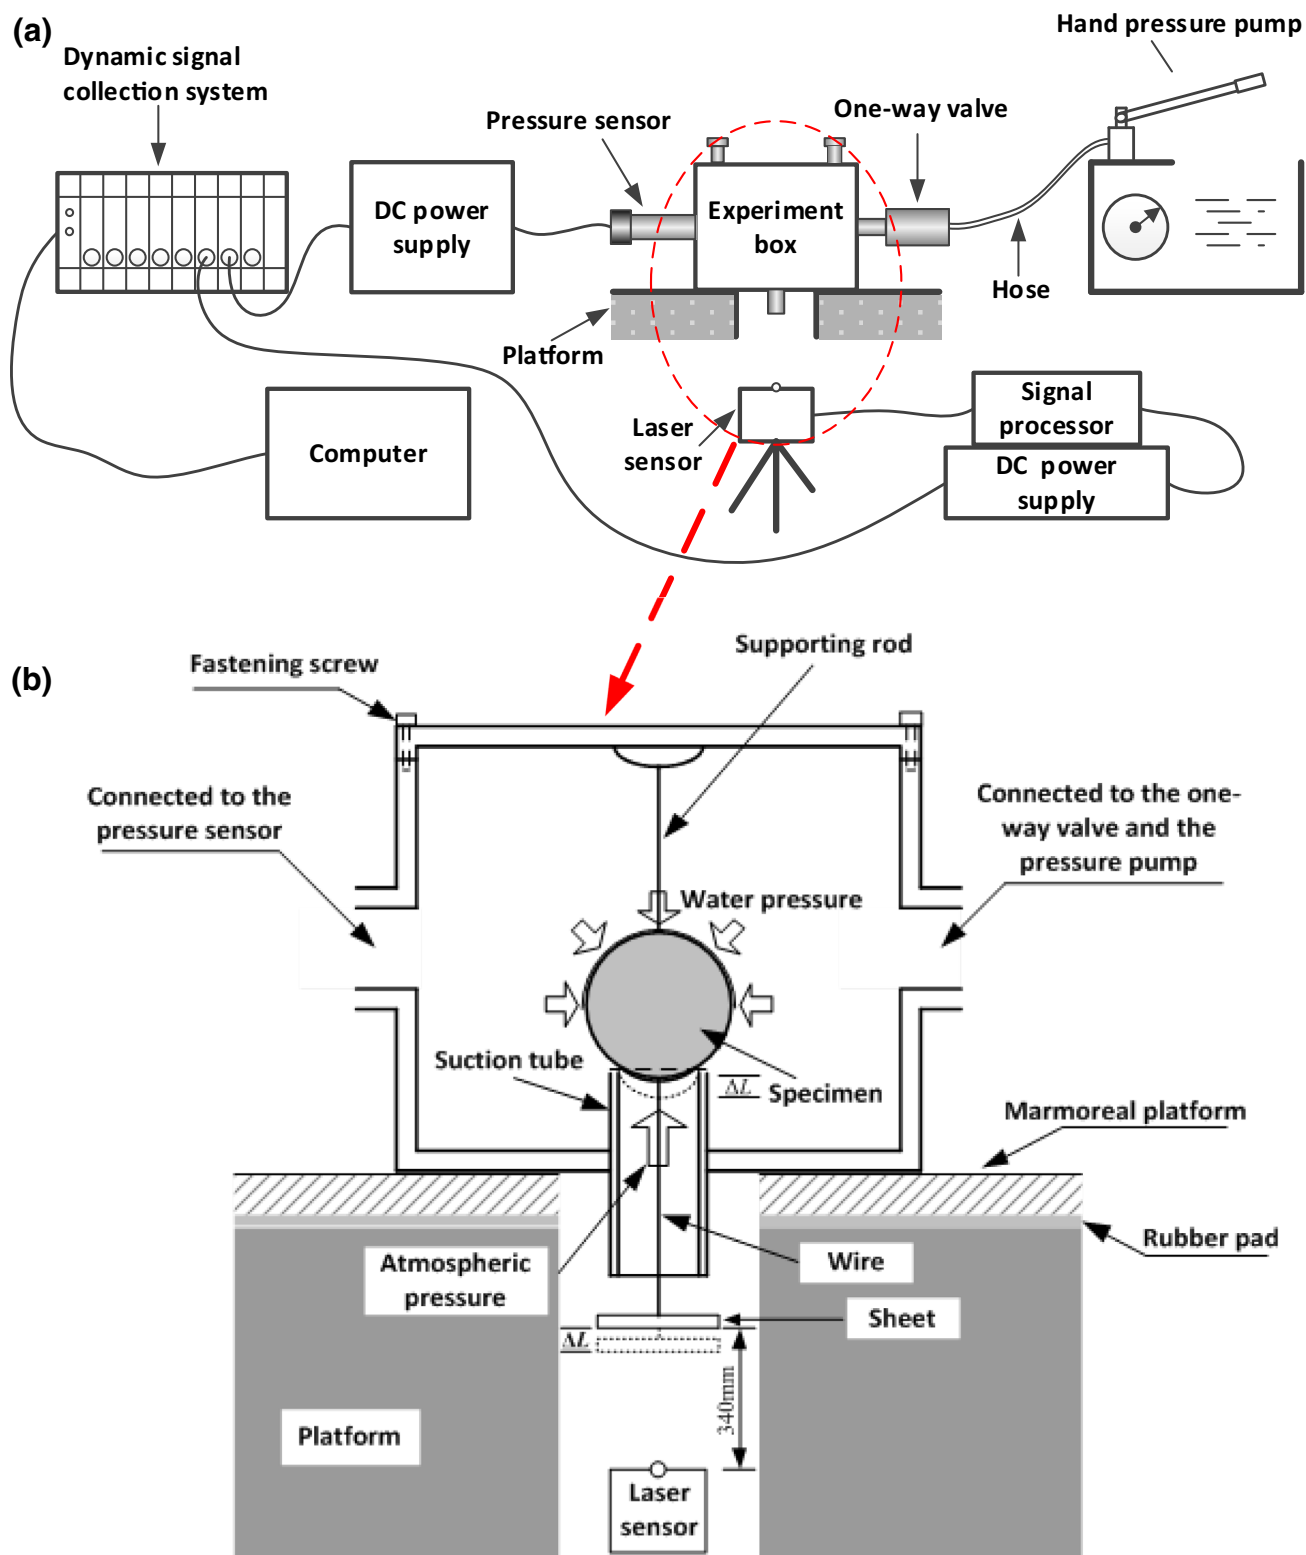 (a)
Hand pressure pump
Dynamic signal
collection system
One-way valve
Pressure sensor
DC power
supply
Experiment
box
Hose
Platform
Signal
processor
Laser
sensor
Computer
DC power
supply
(b)
Supporting rod
Fastening screw
Connected to the
pressure sensor
Connected to the one-
way valve and the
pressure pump
Water pressure
Suction tube
ΔL
Specimen
Marmoreal platform
Rubber pad
Atmospheric
pressure
Wire
Sheet
ΔL
340mm
Platform
Laser
sensor